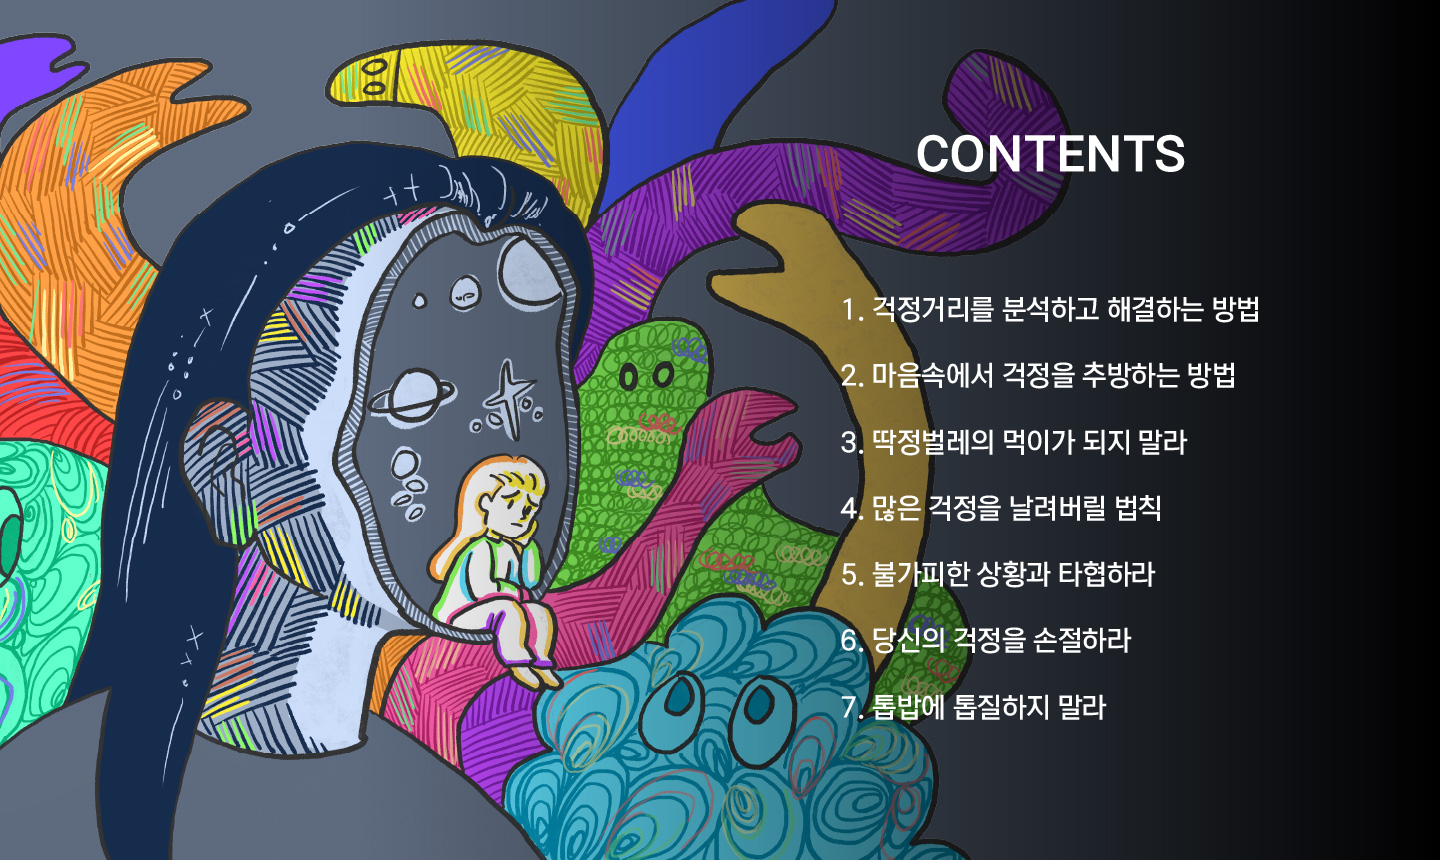 CONTENTS
1. 걱정거리를 분석하고 해결하는 방법
2. 마음속에서 걱정을 추방하는 방법
3. 딱정벌레의 먹이가 되지 말라
4. 많은 걱정을 날려버릴 법칙
5. 불가피한 상황과 타협하라
6. 당신의 걱정을 손절하라
7. 톱밥에 톱질하지 말라